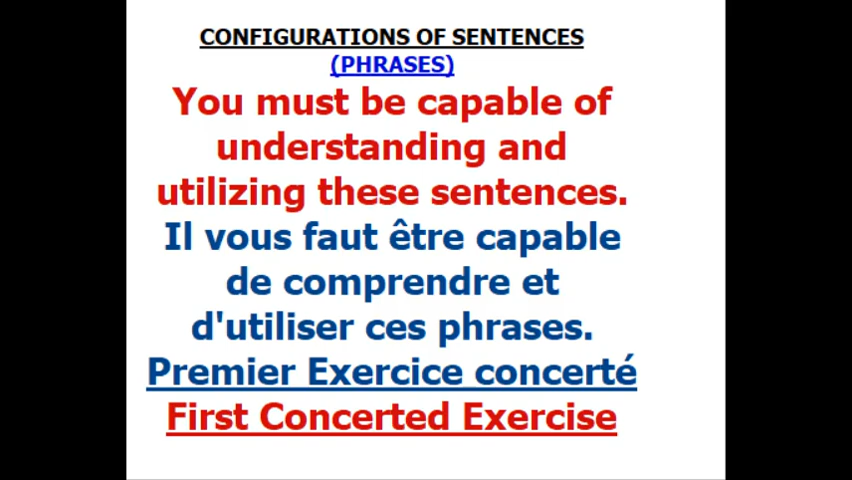 CONFIGURATIONS OF SENTENCES
(PHRASES)
You must be capable of
understanding and
utilizing these sentences.
Il vous faut être capable
de comprendre et
d'utiliser ces phrases.
Premier Exercice concerté
First Concerted Exercise